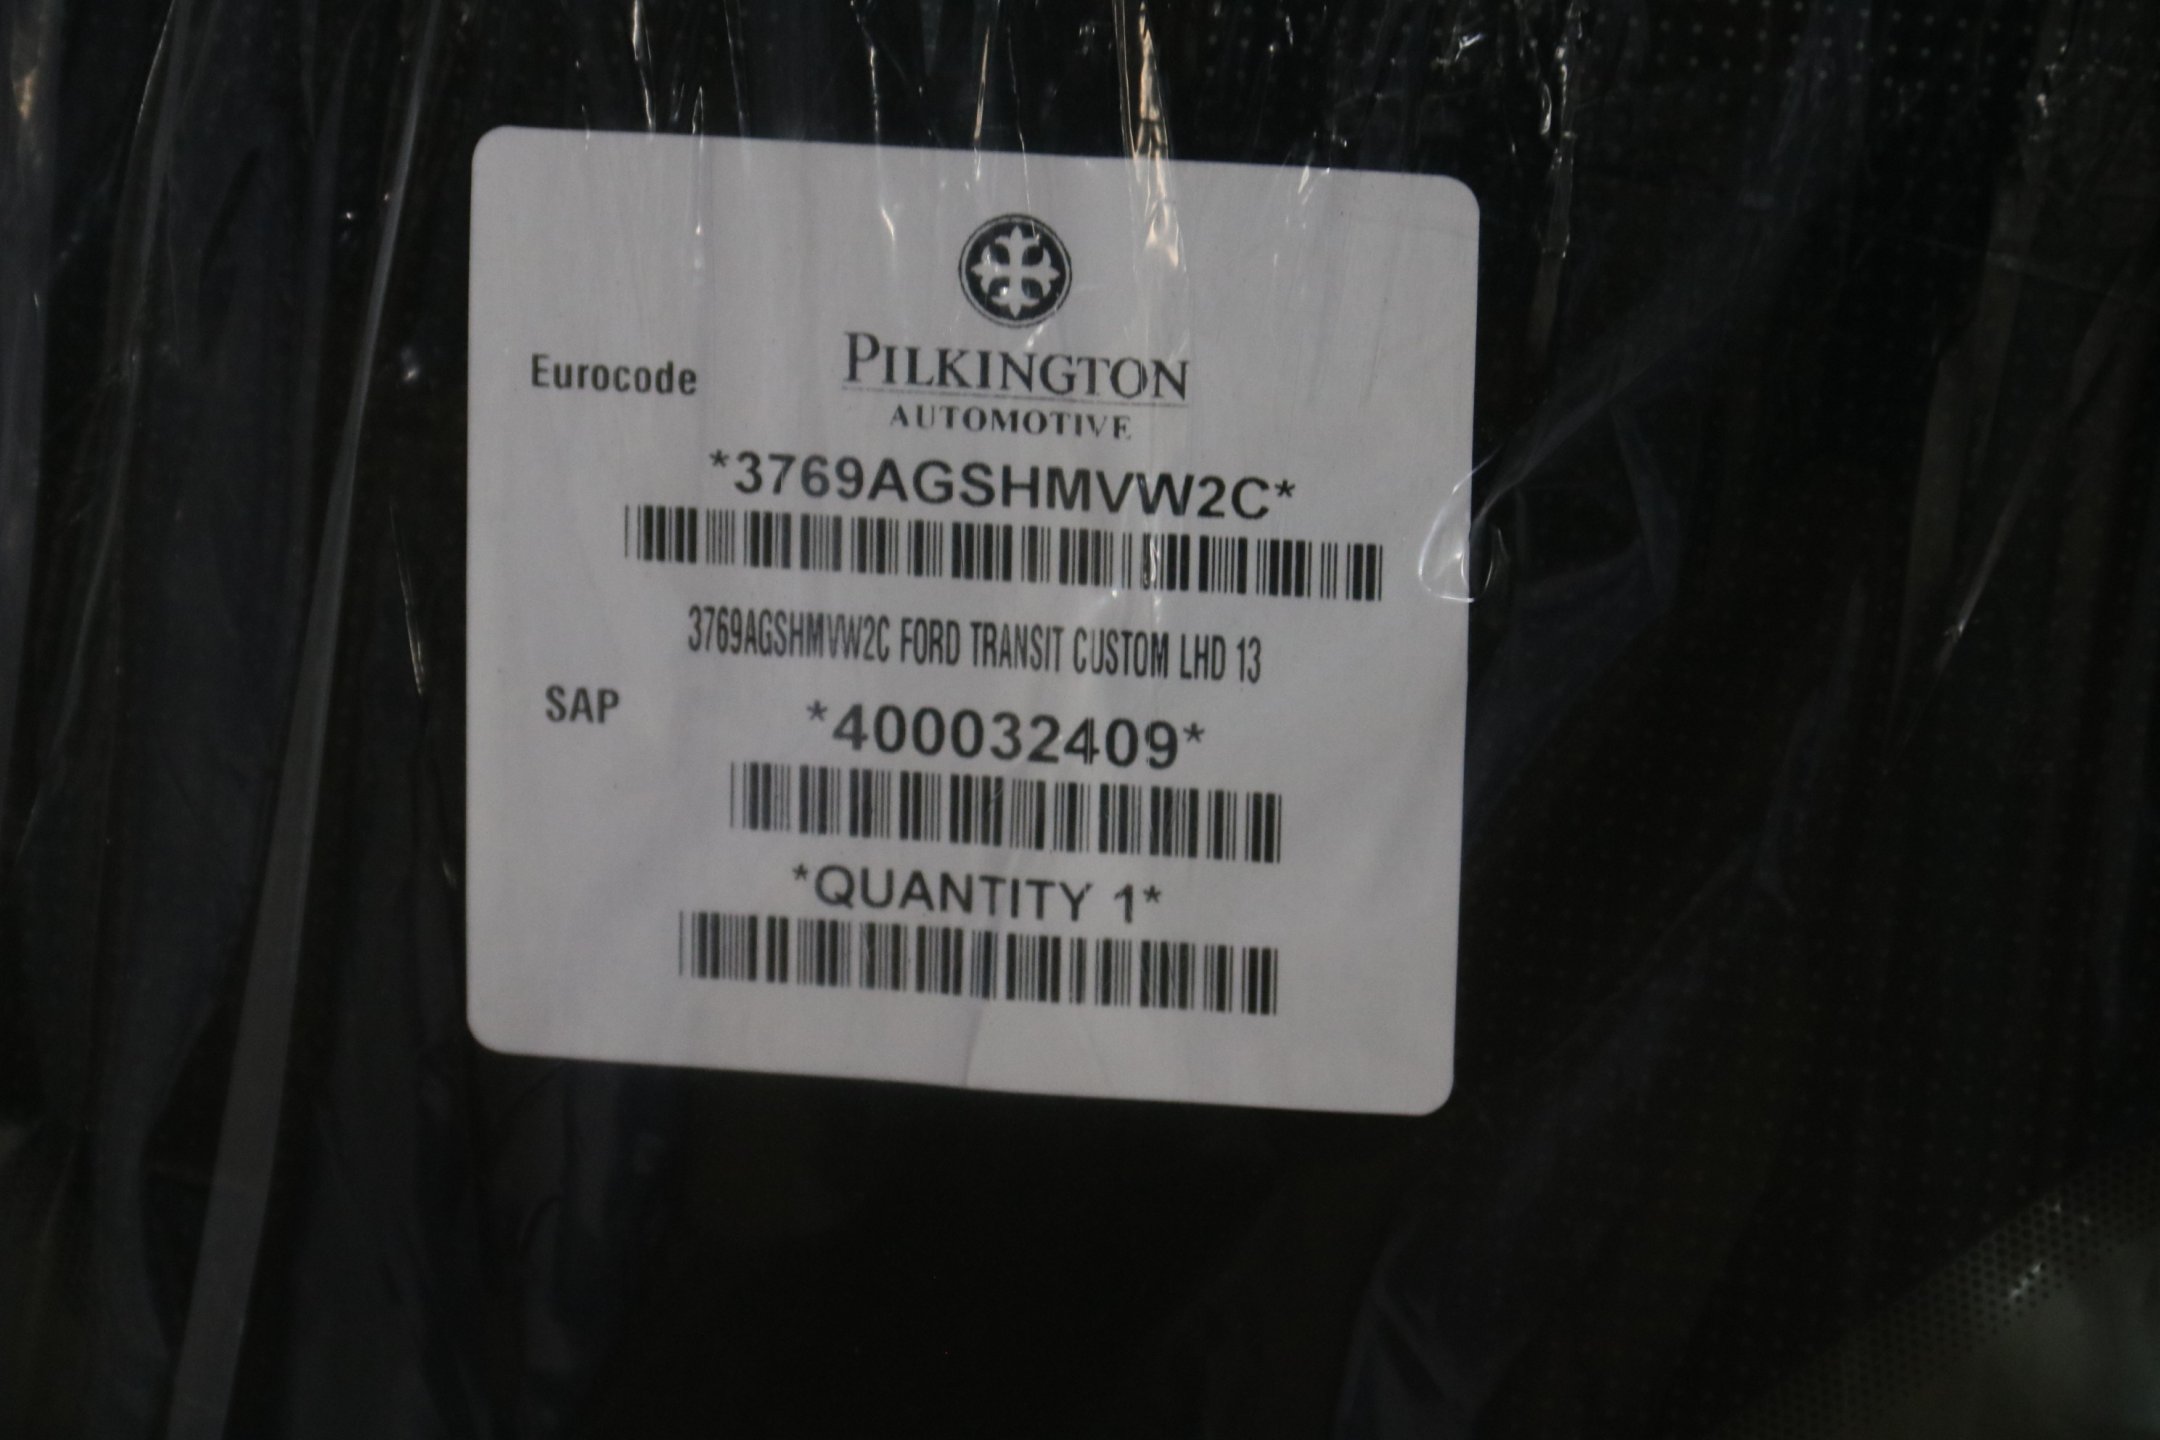 PILKINGTON
Eurocode
AUTOMOTIVE
*3769AGSHMVW2C*
3769AGSHMVW2C FORD TRANSIT CUSTOM LHD 13
SAP
*400032409*
*QUANTITY 1*